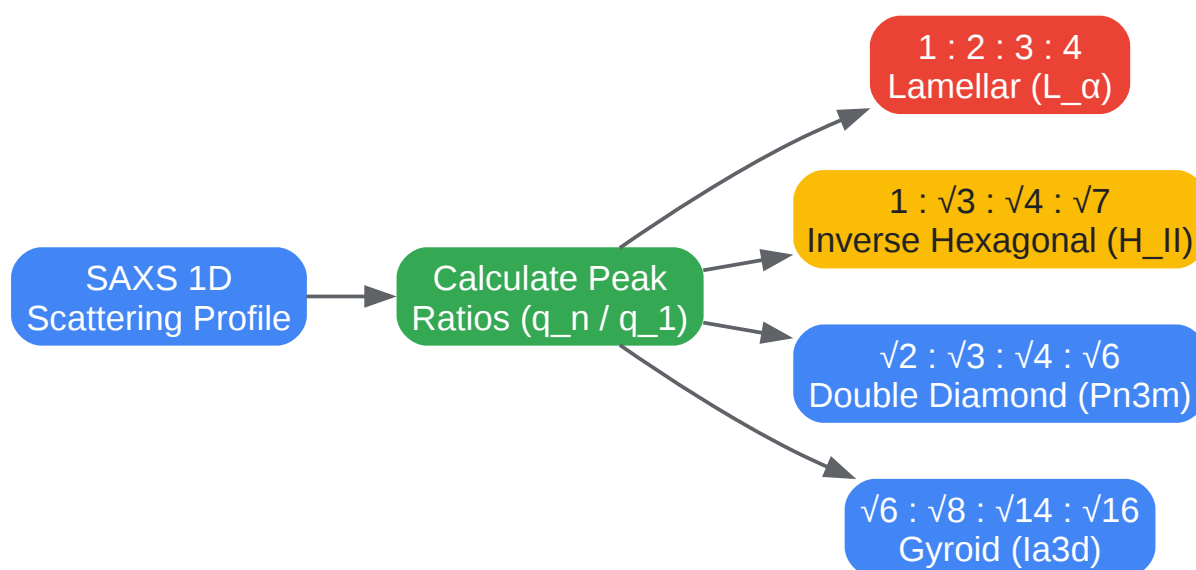 SAXS 1D
Scattering Profile
Calculate Peak
Ratios (q_n / q_1)
1 : 2 : 3 : 4
Lamellar (L_α)
1 : √3 : √4 : √7
Inverse Hexagonal (H_II)
√2 : √3 : √4 : √6
Double Diamond (Pn3m)
√6 : √8 : √14 : √16
Gyroid (Ia3d)